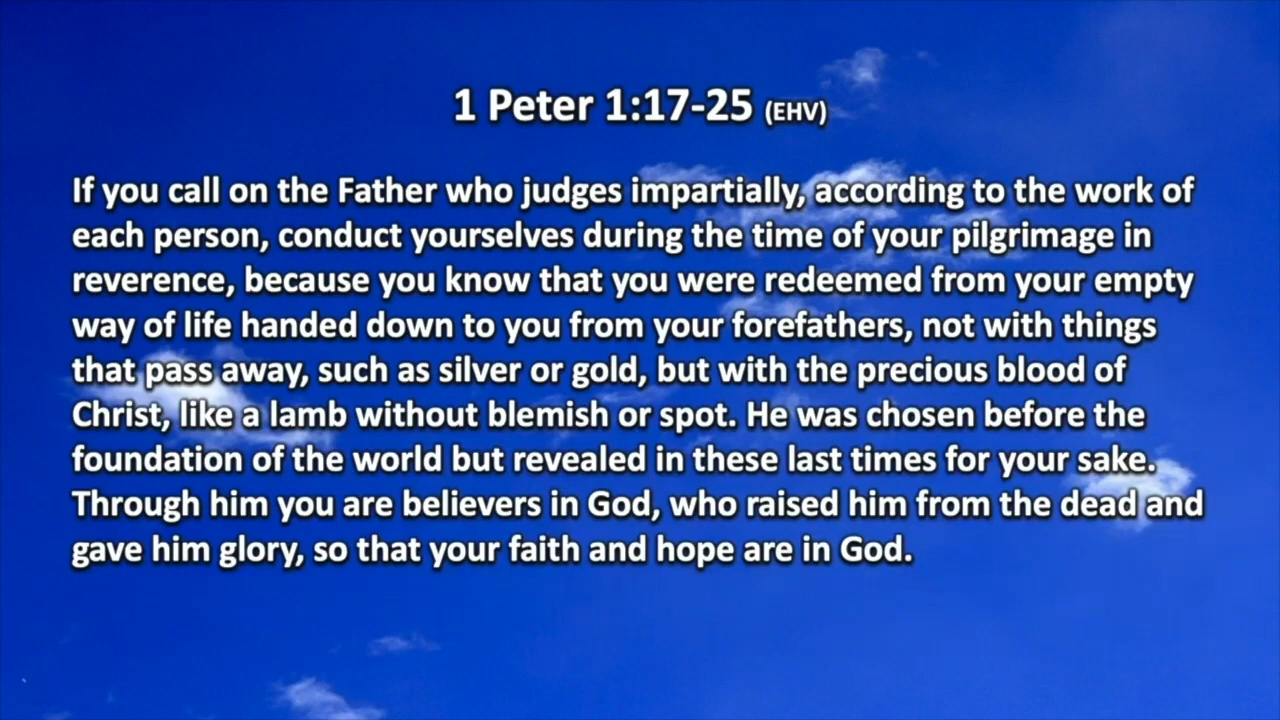 1 Peter 1:17-25 (EHV)
If you call on the Father who judges impartially, according to the work of
each person, conduct yourselves during the time of your pilgrimage in
reverence, because you know that you were redeemed from your empty
way of life handed down to you from your forefathers, not with things
that pass away, such as silver or gold, but with the precious blood of
Christ, like a lamb without blemish or spot. He was chosen before the
foundation of the world but revealed in these last times for your sake.
Through him you are believers in God, who raised him from the dead and
gave him glory, so that your faith and hope are in God.